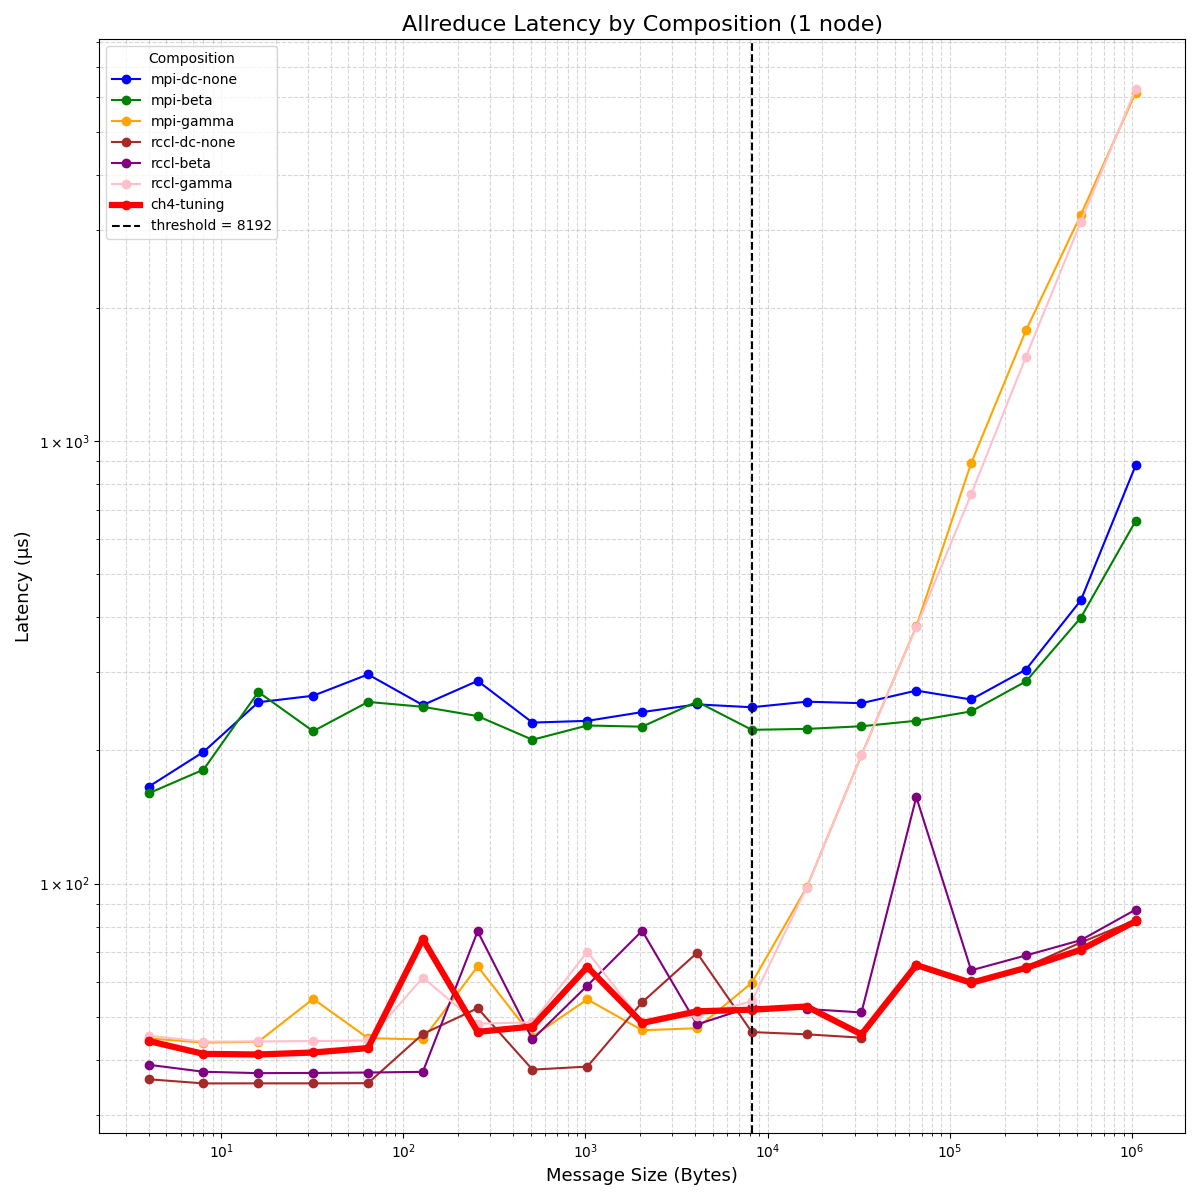 Allreduce Latency by Composition (1 node)
Composition
mpi-dc-none
mpi-beta
mpi-gamma
rccl-dc-none
rccl-beta
rccl-gamma
ch4-tuning
threshold = 8192
Latency (µs)
1 × 10³
1 × 10²
10¹
10²
10³
10⁴
10⁵
10⁶
Message Size (Bytes)